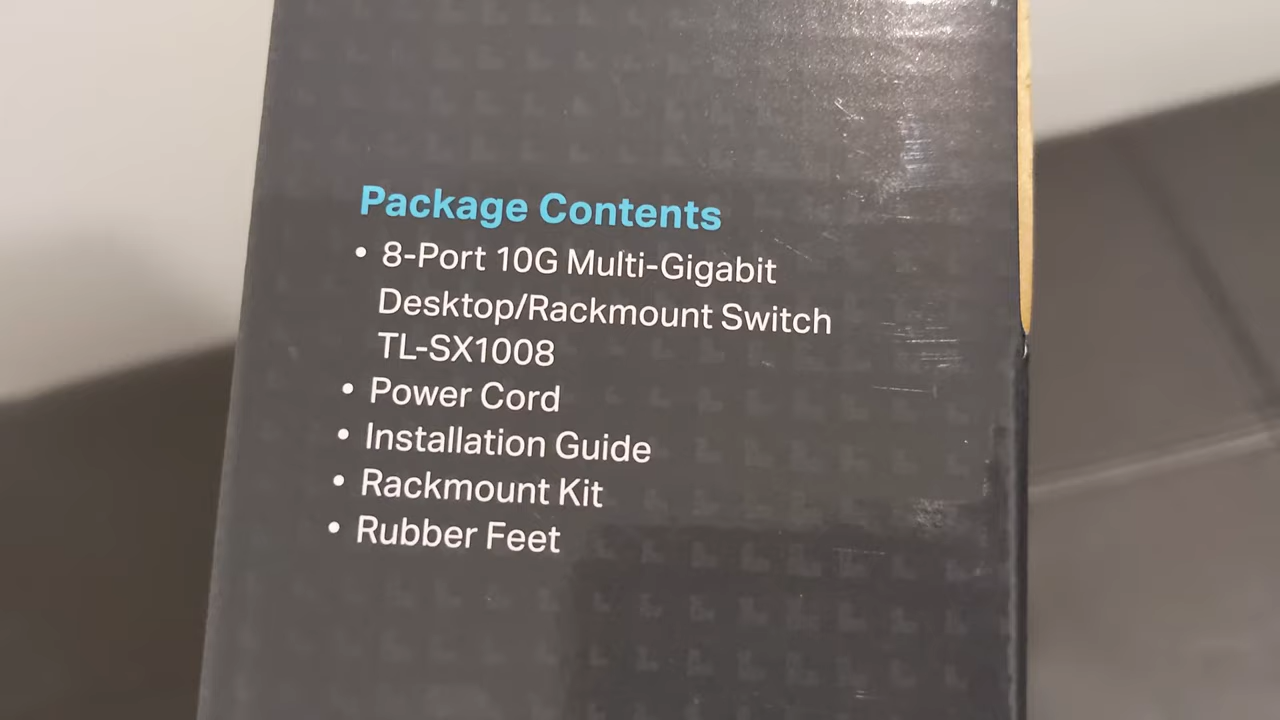 Package Contents
• 8-Port 10G Multi-Gigabit
Desktop/Rackmount Switch
TL-SX1008
• Power Cord
• Installation Guide
• Rackmount Kit
• Rubber Feet